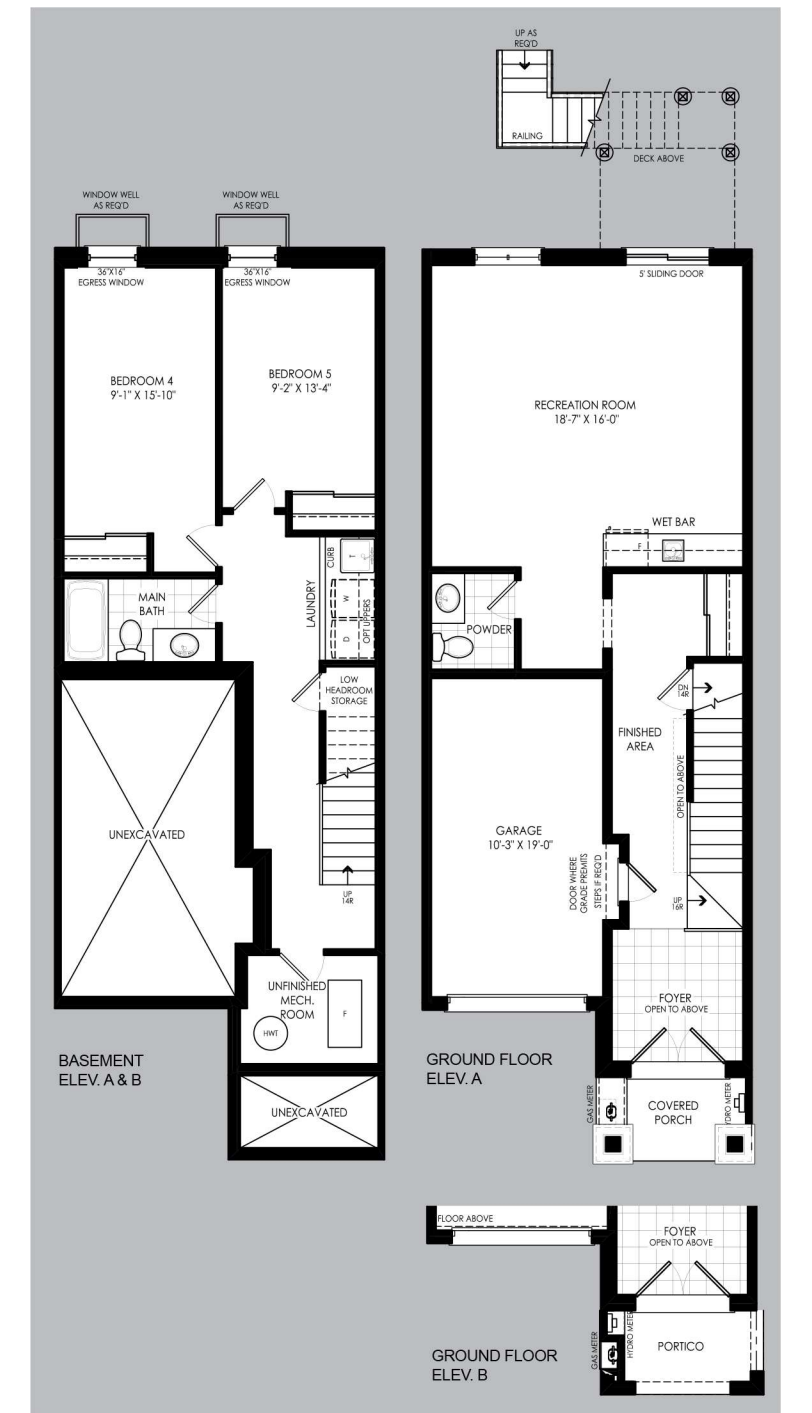 UP AS
REQ'D
RAILING
DECK ABOVE
WINDOW WELL
AS REQ'D
WINDOW WELL
AS REQ'D
36"X16"
EGRESS WINDOW
36"X16"
EGRESS WINDOW
BEDROOM 4
9'-1" X 15'-10"
BEDROOM 5
9'-2" X 13'-4"
MAIN
BATH
LAUNDRY
CURB
T
W
D
OPT UPPERS
LOW
HEADROOM
STORAGE
UNEXCAVATED
UP
14R
UNFINISHED
MECH.
ROOM
HWT
F
UNEXCAVATED
BASEMENT
ELEV. A & B
5' SLIDING DOOR
RECREATION ROOM
18'-7" X 16'-0"
WET BAR
F
POWDER
DN
14R
FINISHED
AREA
OPEN TO ABOVE
GARAGE
10'-3" X 19'-0"
DOOR WHERE
GRADE PREMITS
STEPS IF REQ'D
UP
16R
FOYER
OPEN TO ABOVE
GROUND FLOOR
ELEV. A
GAS METER
COVERED
PORCH
YDRO METER
FLOOR ABOVE
FOYER
OPEN TO ABOVE
GAS METER
HYDRO METER
PORTICO
GROUND FLOOR
ELEV. B